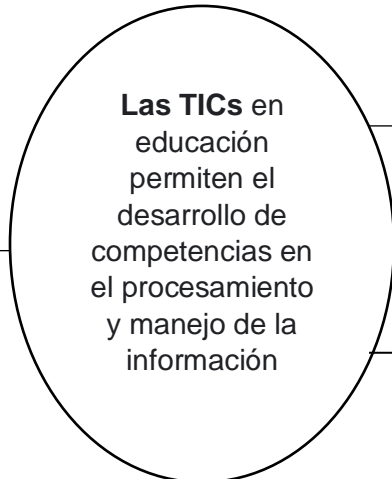 Las TICs en
educación
permiten el
desarrollo de
competencias en
el procesamiento
y manejo de la
información